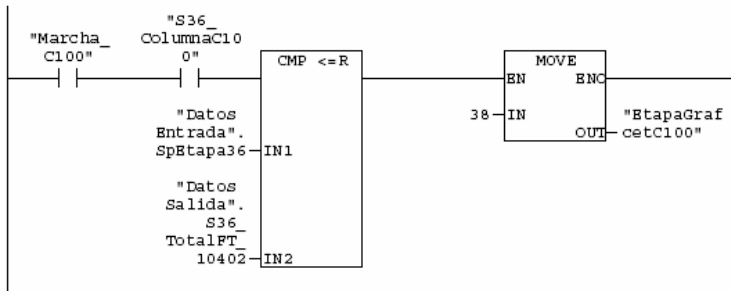 "S36_
"Marcha_ ColumnaC10
C100" 0"
CMP <=R
MOVE
EN ENO
"Datos
Entrada".
SpEtapa36 IN1
38 IN
"EtapaGraf
OUT cetC100"
"Datos
Salida".
S36_
TotalFT_
10402 IN2